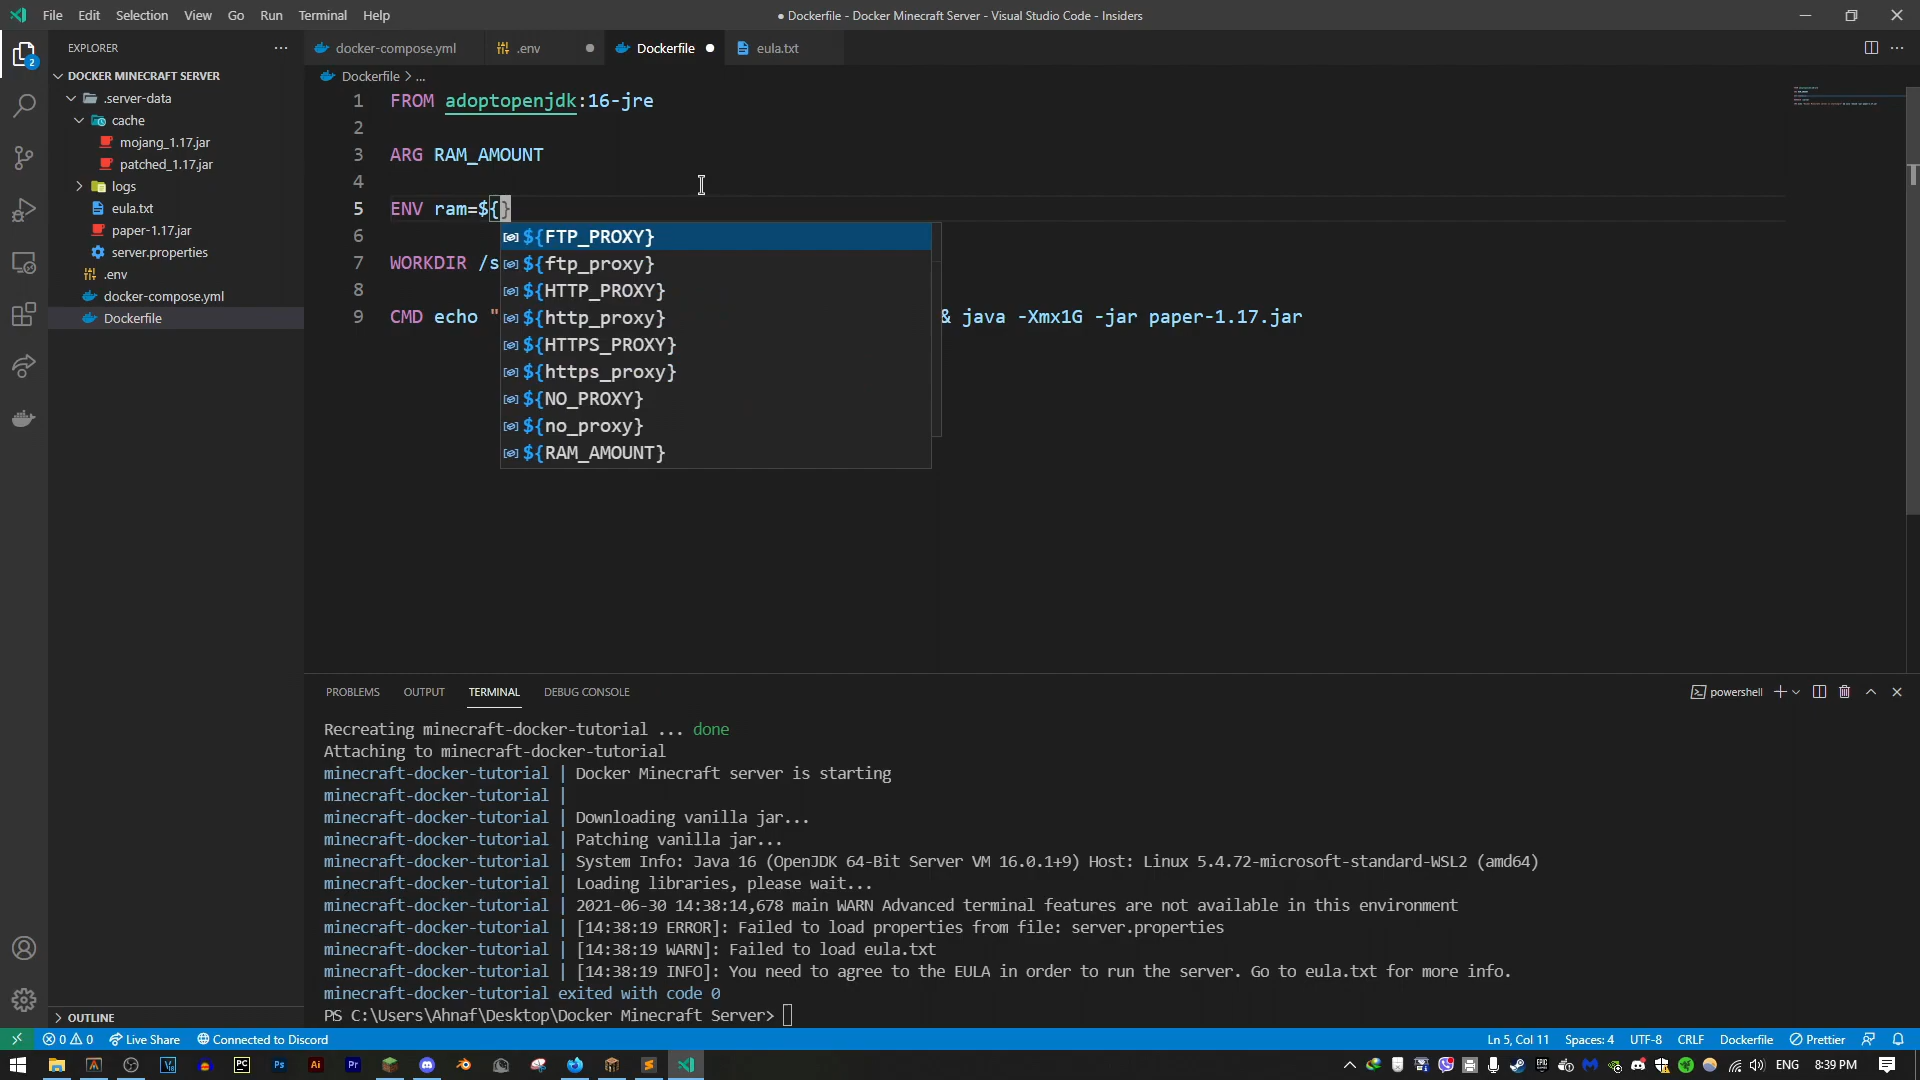 File Edit Selection View Go Run Terminal Help
● Dockerfile - Docker Minecraft Server - Visual Studio Code - Insiders
EXPLORER
docker-compose.yml
.env
Dockerfile
eula.txt
Dockerfile > ...
DOCKER MINECRAFT SERVER
.server-data
cache
mojang_1.17.jar
patched_1.17.jar
logs
eula.txt
paper-1.17.jar
server.properties
.env
docker-compose.yml
Dockerfile
OUTLINE
2
1 FROM adoptopenjdk:16-jre
2
3 ARG RAM_AMOUNT
4
5 ENV ram=${}
6
7 WORKDIR /s
8
9 CMD echo " & java -Xmx1G -jar paper-1.17.jar
${FTP_PROXY}
${ftp_proxy}
${HTTP_PROXY}
${http_proxy}
${HTTPS_PROXY}
${https_proxy}
${NO_PROXY}
${no_proxy}
${RAM_AMOUNT}
PROBLEMS OUTPUT TERMINAL DEBUG CONSOLE
powershell
Recreating minecraft-docker-tutorial ... done
Attaching to minecraft-docker-tutorial
minecraft-docker-tutorial | Docker Minecraft server is starting
minecraft-docker-tutorial |
minecraft-docker-tutorial | Downloading vanilla jar...
minecraft-docker-tutorial | Patching vanilla jar...
minecraft-docker-tutorial | System Info: Java 16 (OpenJDK 64-Bit Server VM 16.0.1+9) Host: Linux 5.4.72-microsoft-standard-WSL2 (amd64)
minecraft-docker-tutorial | Loading libraries, please wait...
minecraft-docker-tutorial | 2021-06-30 14:38:14,678 main WARN Advanced terminal features are not available in this environment
minecraft-docker-tutorial | [14:38:19 ERROR]: Failed to load properties from file: server.properties
minecraft-docker-tutorial | [14:38:19 WARN]: Failed to load eula.txt
minecraft-docker-tutorial | [14:38:19 INFO]: You need to agree to the EULA in order to run the server. Go to eula.txt for more info.
minecraft-docker-tutorial exited with code 0
PS C:\Users\Ahnaf\Desktop\Docker Minecraft Server>
0 0 Live Share Connected to Discord
Ln 5, Col 11 Spaces: 4 UTF-8 CRLF Dockerfile Prettier
PC Ps Ai Pr
ENG 8:39 PM